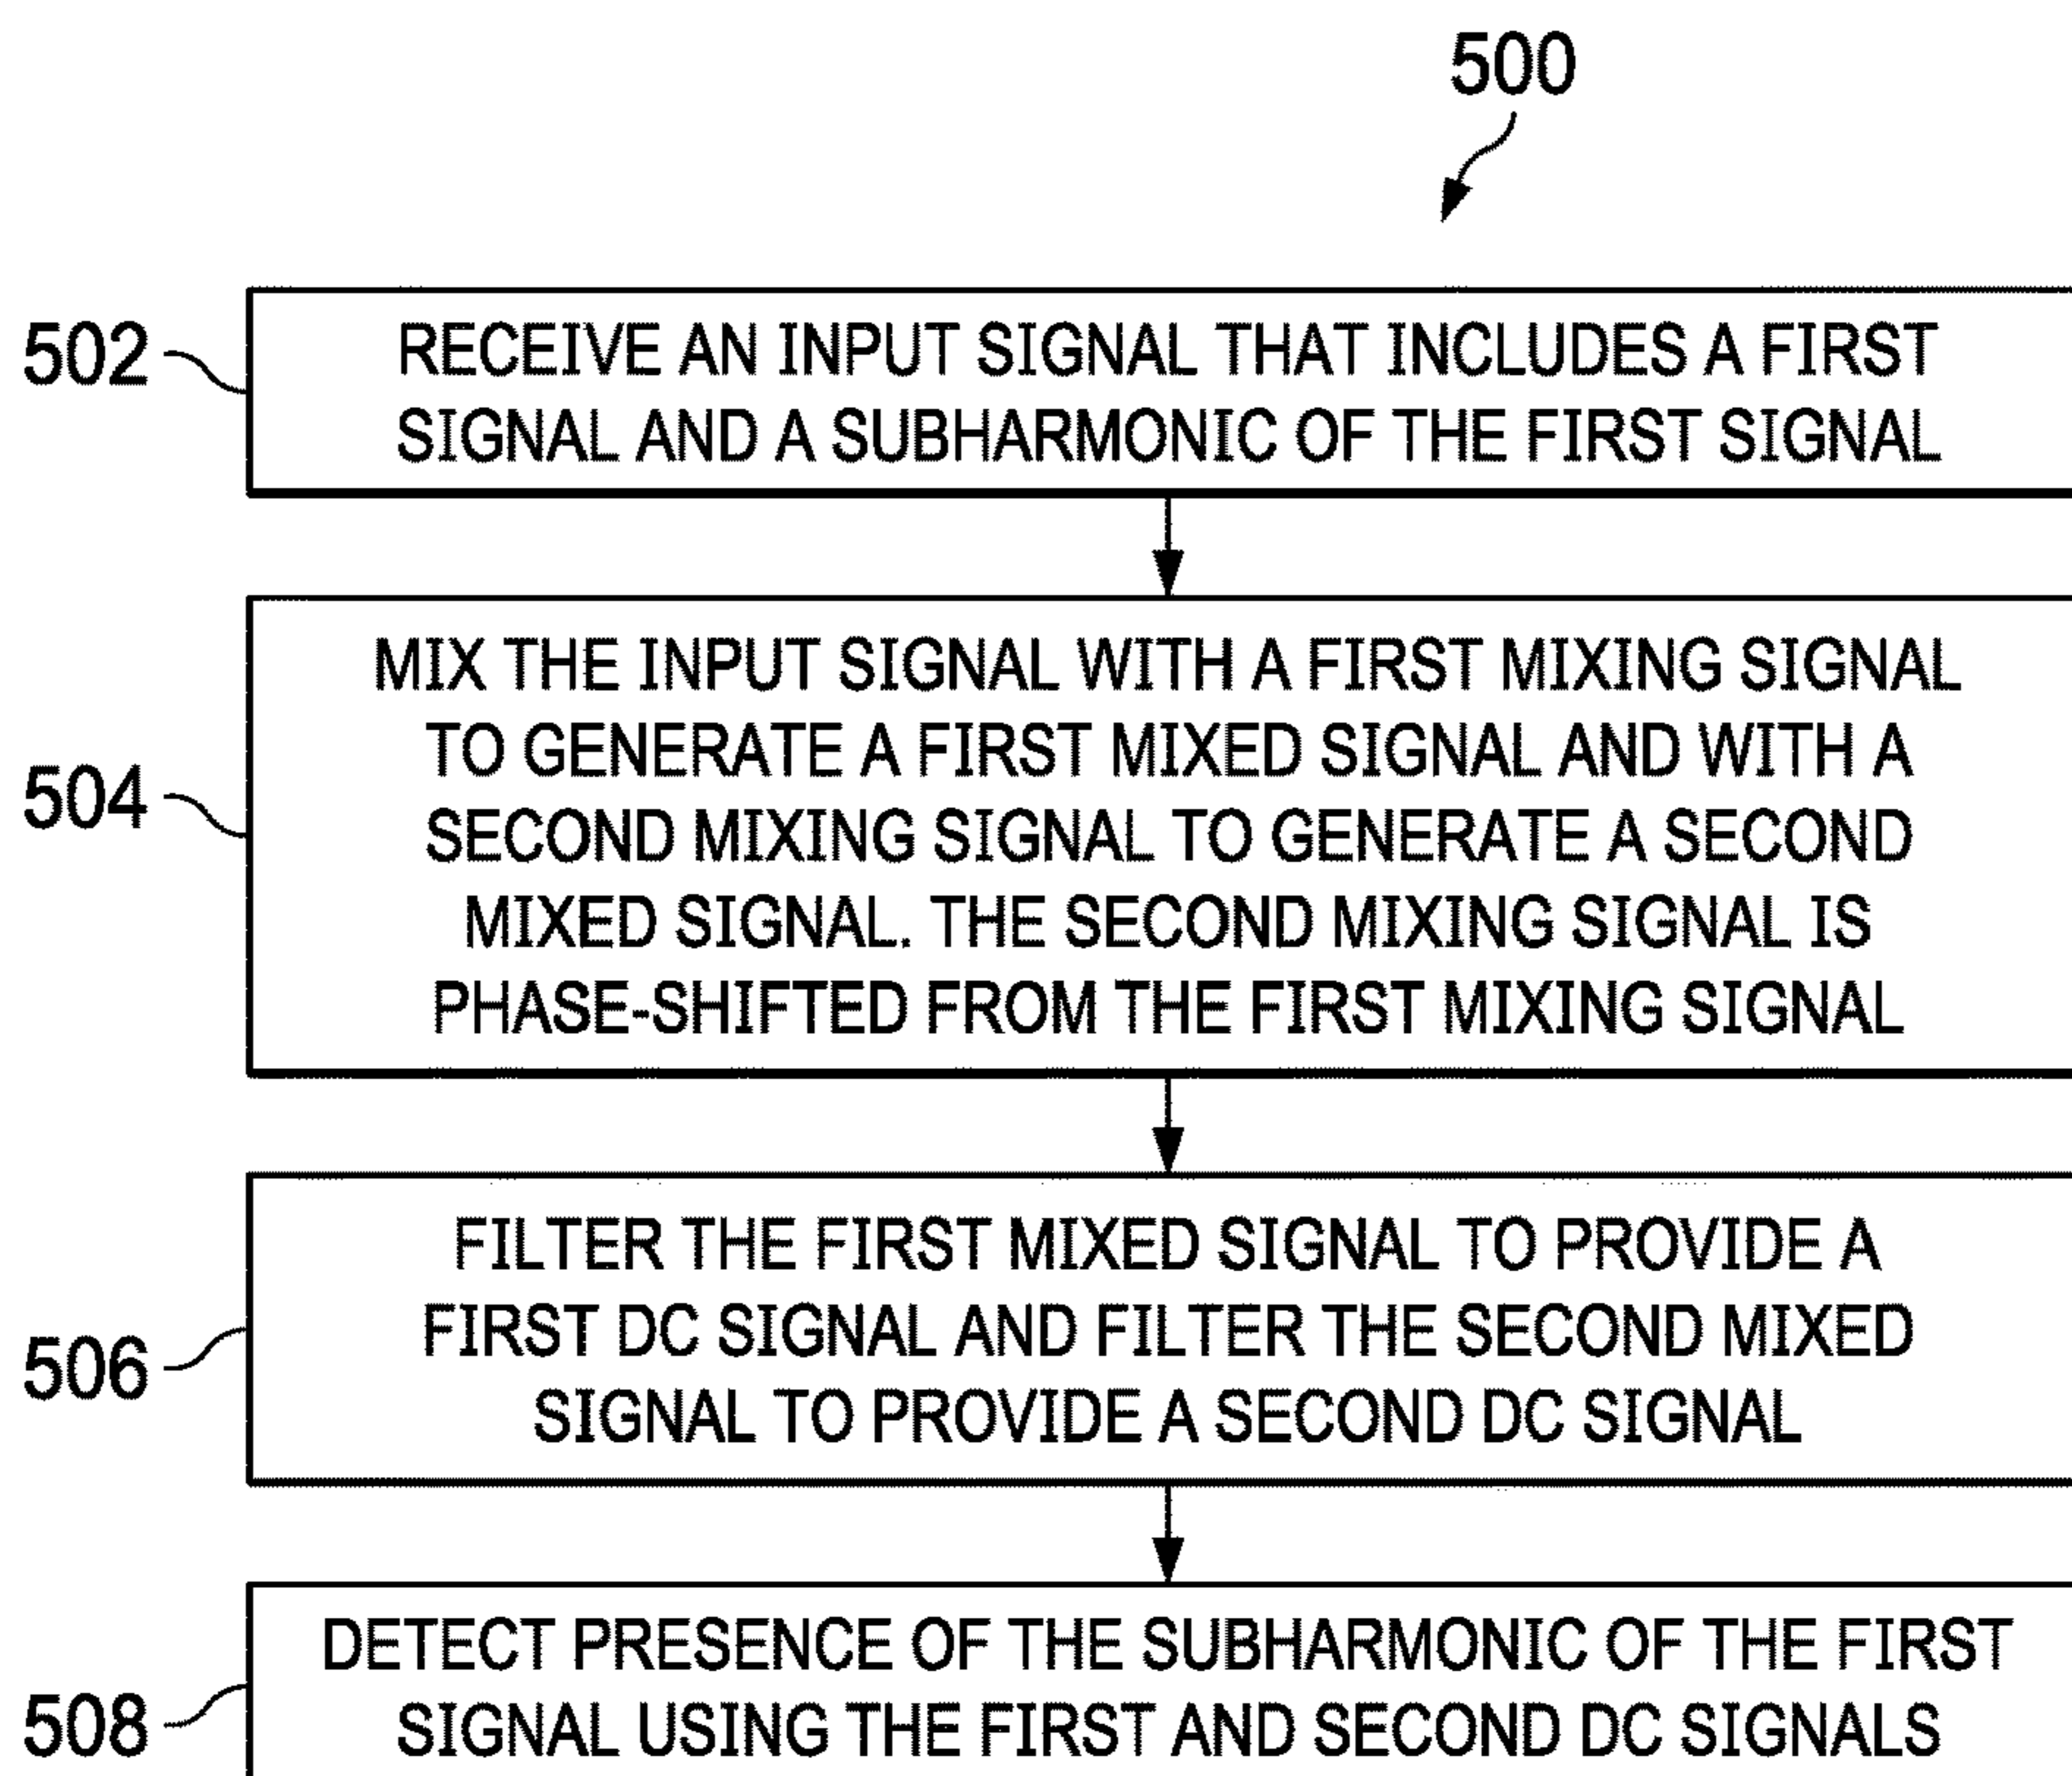 500
502
RECEIVE AN INPUT SIGNAL THAT INCLUDES A FIRST
SIGNAL AND A SUBHARMONIC OF THE FIRST SIGNAL
504
MIX THE INPUT SIGNAL WITH A FIRST MIXING SIGNAL
TO GENERATE A FIRST MIXED SIGNAL AND WITH A
SECOND MIXING SIGNAL TO GENERATE A SECOND
MIXED SIGNAL. THE SECOND MIXING SIGNAL IS
PHASE-SHIFTED FROM THE FIRST MIXING SIGNAL
506
FILTER THE FIRST MIXED SIGNAL TO PROVIDE A
FIRST DC SIGNAL AND FILTER THE SECOND MIXED
SIGNAL TO PROVIDE A SECOND DC SIGNAL
508
DETECT PRESENCE OF THE SUBHARMONIC OF THE FIRST
SIGNAL USING THE FIRST AND SECOND DC SIGNALS